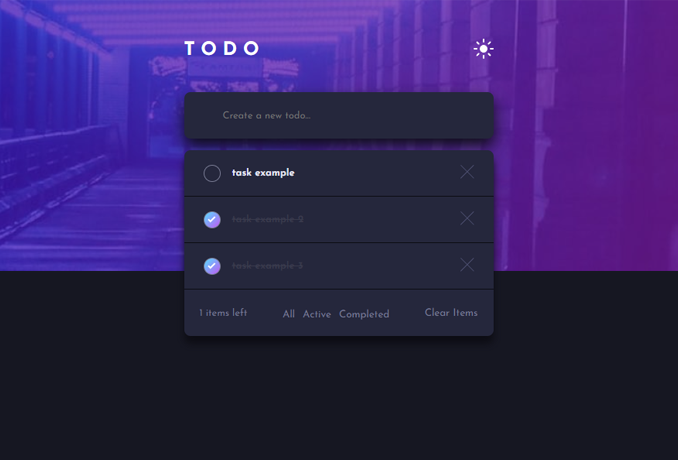 TODO
Create a new todo...
task example
task example 2
task example 3
1 items left All Active Completed Clear Items